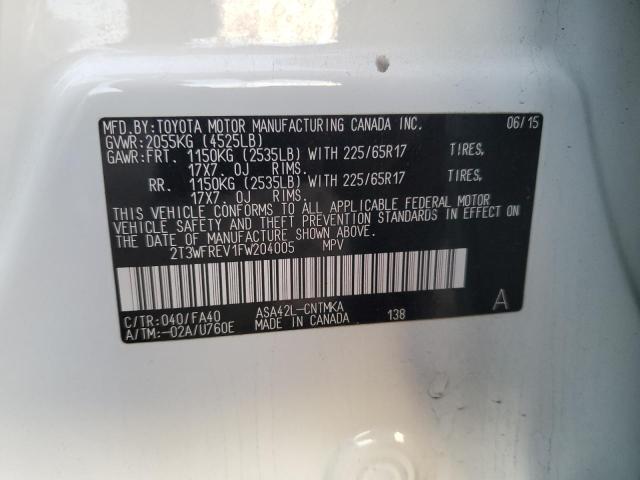 MFD.BY:TOYOTA MOTOR MANUFACTURING CANADA INC. 06/15
GVWR:2055KG (4525LB)
GAWR:FRT. 1150KG (2535LB) WITH 225/65R17 TIRES,
17X7.0J RIMS.
RR. 1150KG (2535LB) WITH 225/65R17 TIRES,
17X7.0J RIMS.
THIS VEHICLE CONFORMS TO ALL APPLICABLE FEDERAL MOTOR
VEHICLE SAFETY AND THEFT PREVENTION STANDARDS IN EFFECT ON
THE DATE OF MANUFACTURE SHOWN ABOVE.
2T3WFREV1FW204005 MPV
C/TR:040/FA40 ASA42L-CNTMKA A
A/TM:-02A/U760E MADE IN CANADA 138